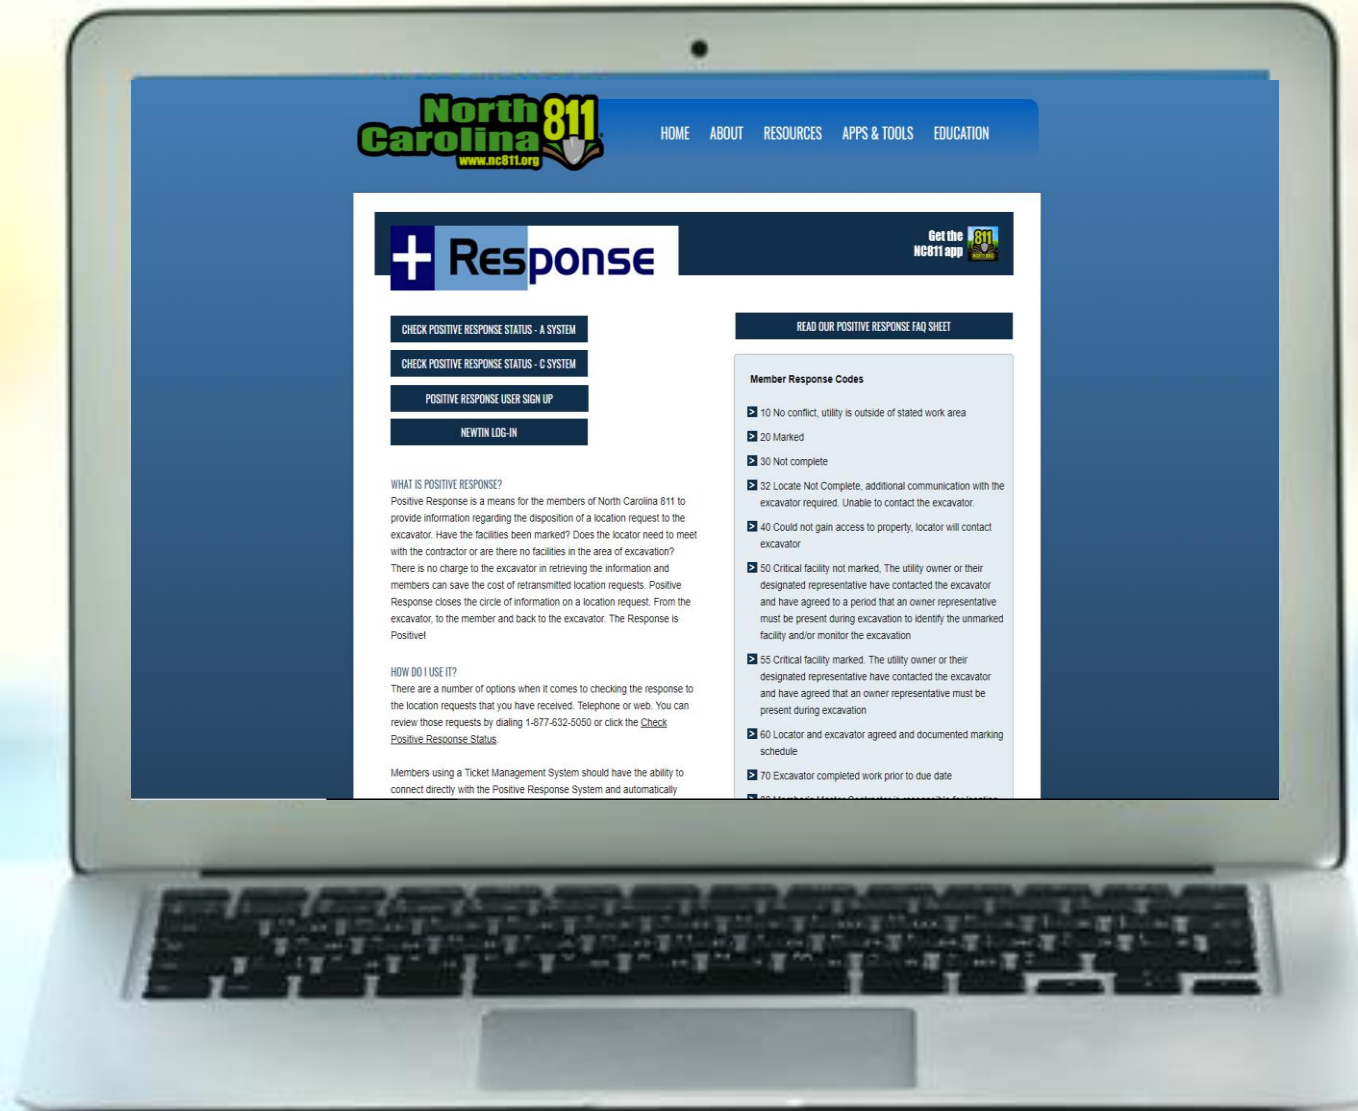 North
Carolina
811
www.nc811.org
HOME ABOUT RESOURCES APPS & TOOLS EDUCATION
+ Response
Get the
NC811 app
811
CHECK POSITIVE RESPONSE STATUS - A SYSTEM
CHECK POSITIVE RESPONSE STATUS - C SYSTEM
POSITIVE RESPONSE USER SIGN UP
NEWTIN LOG-IN
WHAT IS POSITIVE RESPONSE?
Positive Response is a means for the members of North Carolina 811 to
provide information regarding the disposition of a location request to the
excavator. Have the facilities been marked? Does the locator need to meet
with the contractor or are there no facilities in the area of excavation?
There is no charge to the excavator in retrieving the information and
members can save the cost of retransmitted location requests. Positive
Response closes the circle of information on a location request. From the
excavator, to the member and back to the excavator. The Response is
Positive!
HOW DO I USE IT?
There are a number of options when it comes to checking the response to
the location requests that you have received. Telephone or web. You can
review those requests by dialing 1-877-632-5050 or click the Check
Positive Response Status.
Members using a Ticket Management System should have the ability to
connect directly with the Positive Response System and automatically
READ OUR POSITIVE RESPONSE FAQ SHEET
Member Response Codes
10 No conflict, utility is outside of stated work area
20 Marked
30 Not complete
32 Locate Not Complete, additional communication with the
excavator required. Unable to contact the excavator.
40 Could not gain access to property, locator will contact
excavator
50 Critical facility not marked, The utility owner or their
designated representative have contacted the excavator
and have agreed to a period that an owner representative
must be present during excavation to identify the unmarked
facility and/or monitor the excavation
55 Critical facility marked. The utility owner or their
designated representative have contacted the excavator
and have agreed that an owner representative must be
present during excavation
60 Locator and excavator agreed and documented marking
schedule
70 Excavator completed work prior to due date